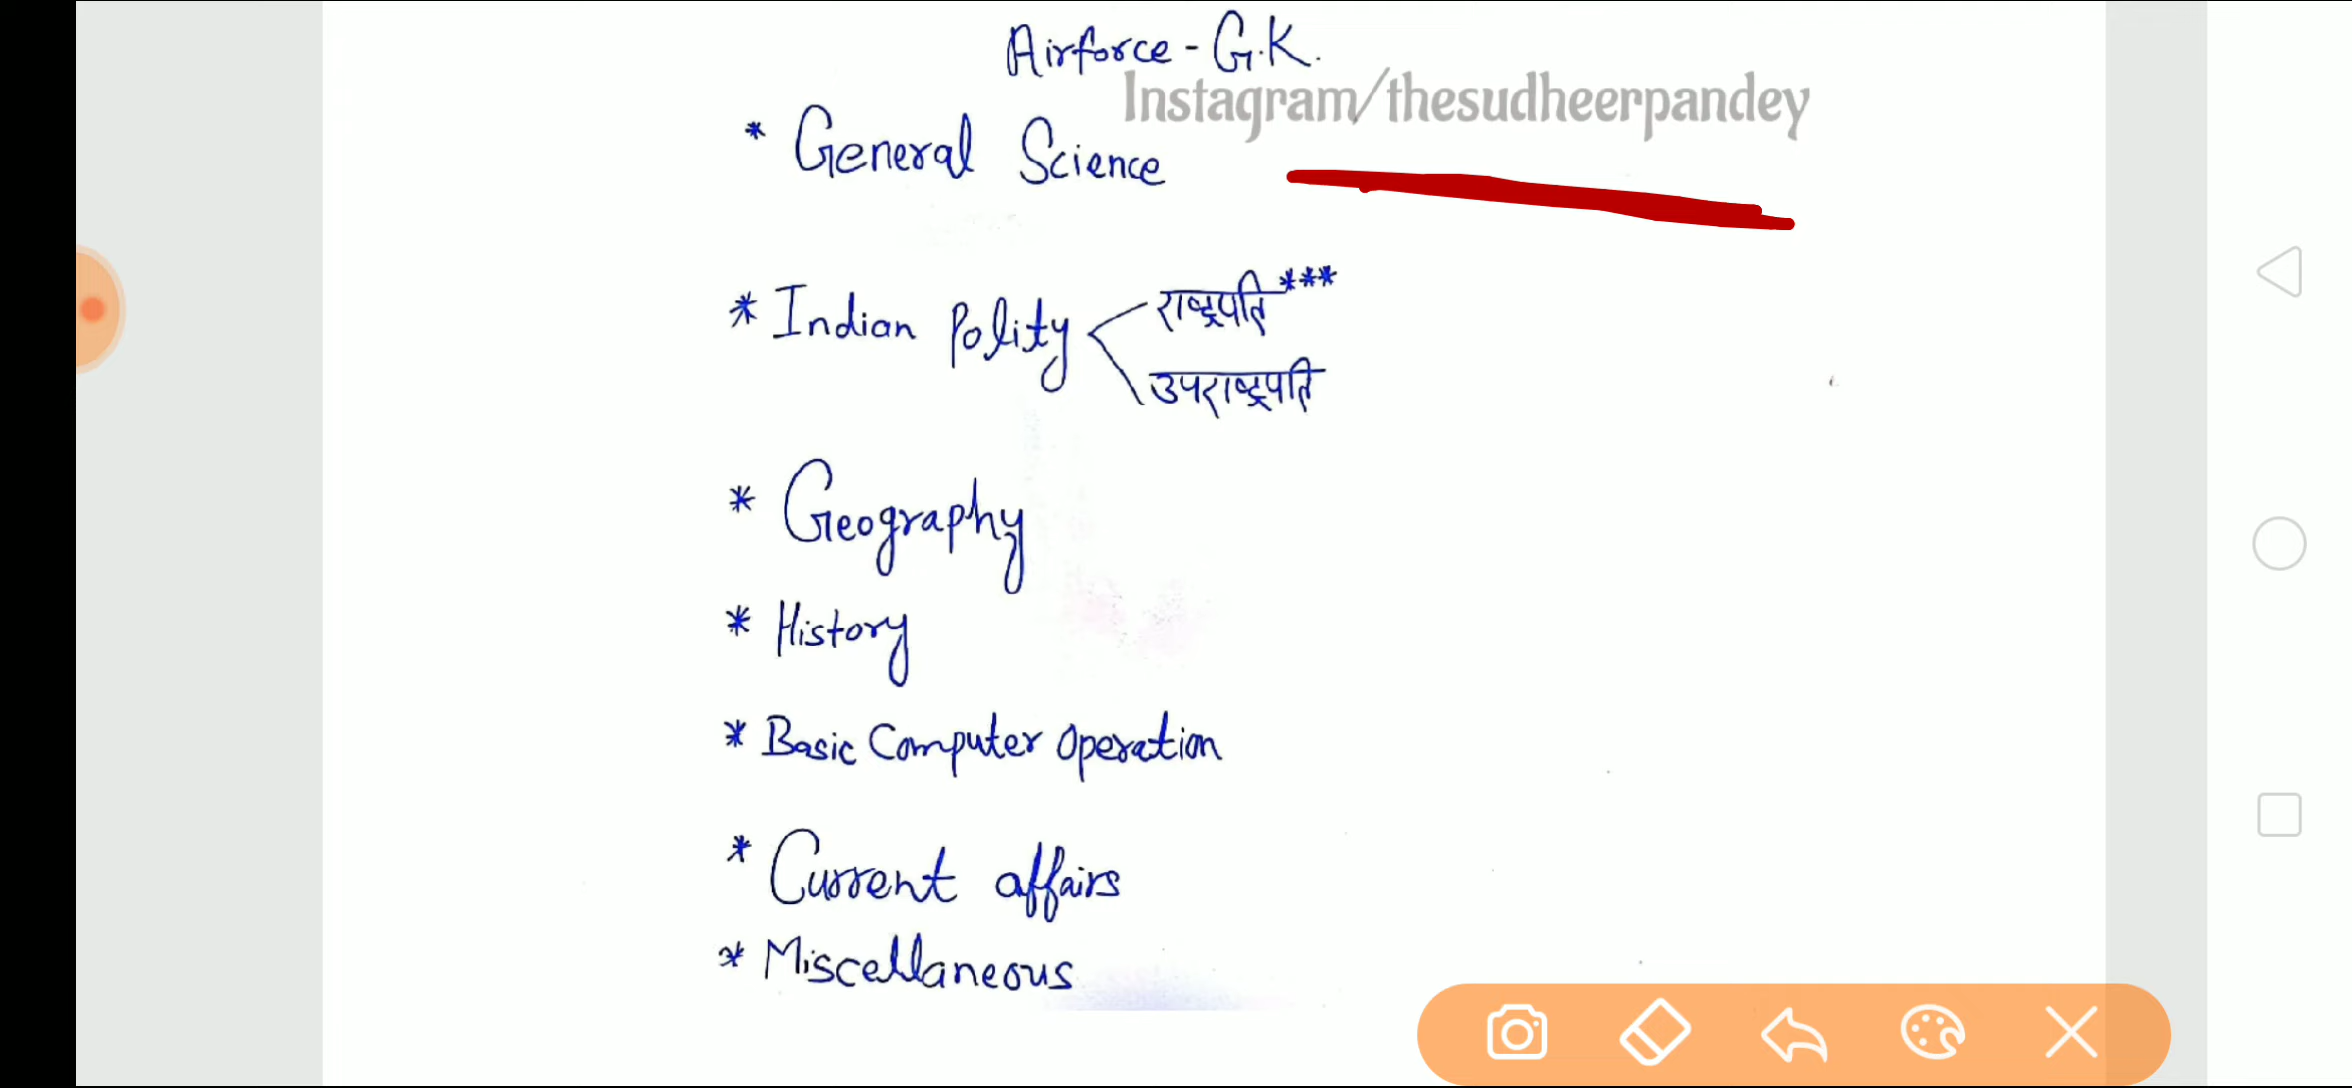 Airforce - G.K.
Instagram/thesudheerpandey
* General Science
* Indian Polity < राष्ट्रपति ***
उपराष्ट्रपति
* Geography
* History
* Basic Computer Operation
* Current affairs
* Miscellaneous